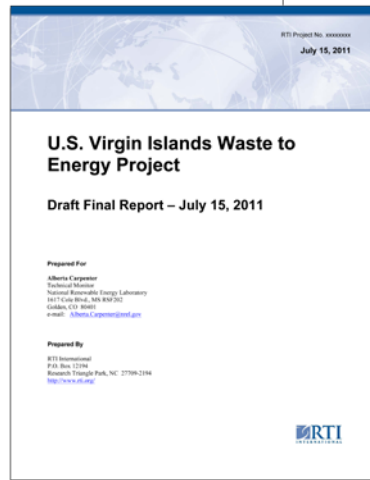 RTI Project No. xxxxxxxx
July 15, 2011
U.S. Virgin Islands Waste to
Energy Project
Draft Final Report – July 15, 2011
Prepared For
Alberta Carpenter
Technical Monitor
National Renewable Energy Laboratory
1617 Cole Blvd., MS RSF202
Golden, CO 80401
e-mail: Alberta.Carpenter@nrel.gov
Prepared By
RTI International
P.O. Box 12194
Research Triangle Park, NC 27709-2194
http://www.rti.org/
RTI
INTERNATIONAL